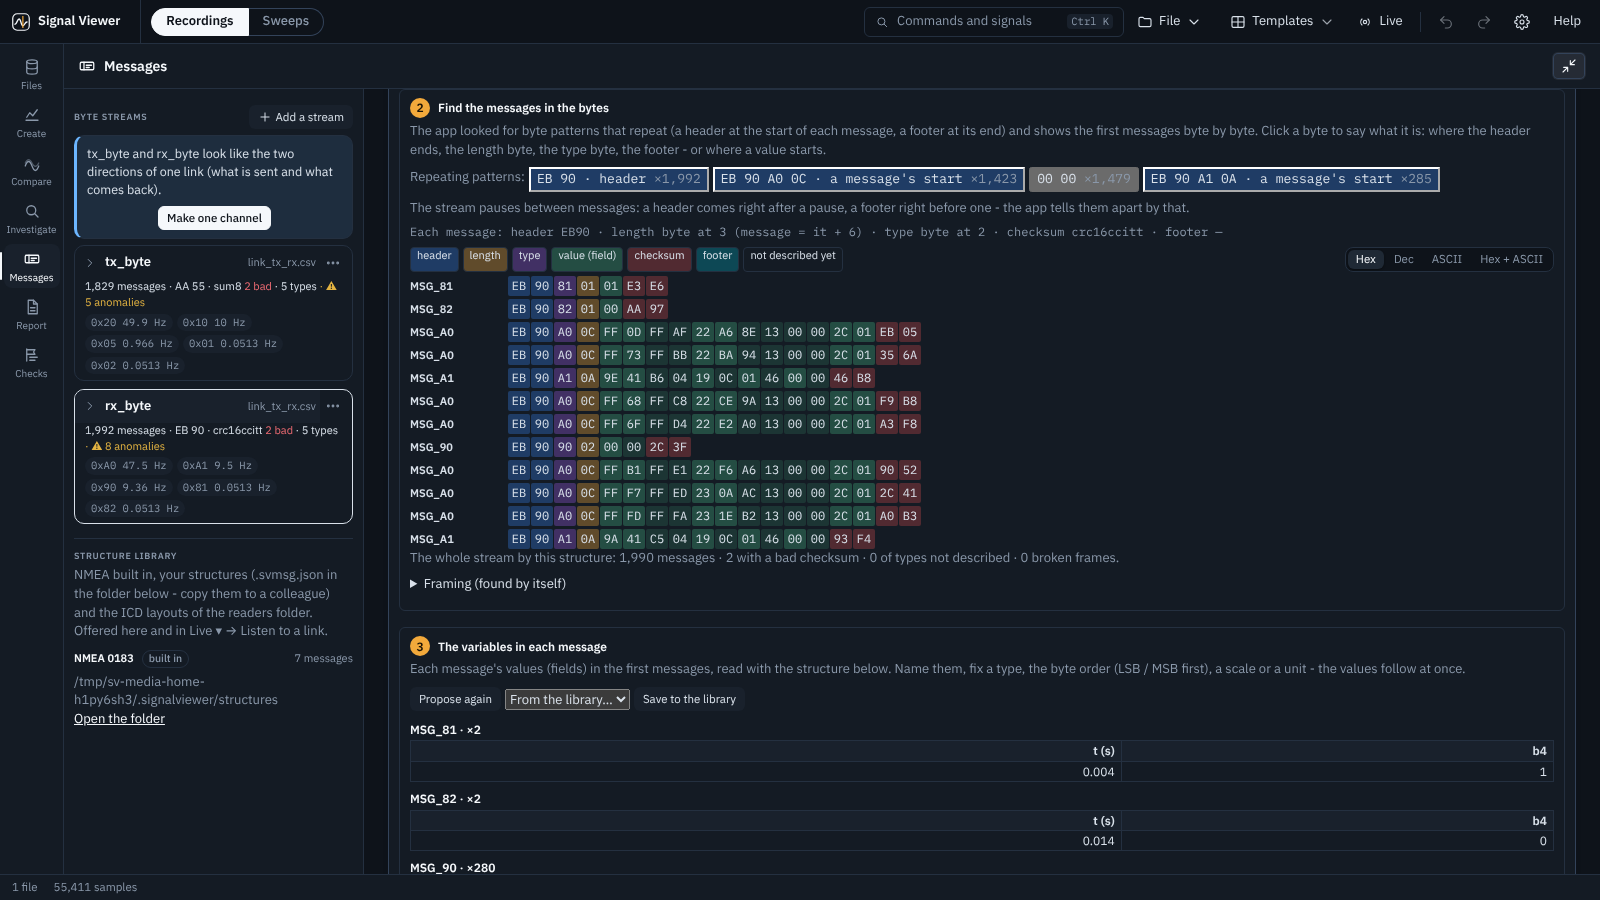 Signal Viewer
Recordings
Sweeps
Commands and signals
Ctrl K
File
Templates
Live
Help
Files
Create
Compare
Investigate
Messages
Report
Checks
Messages
BYTE STREAMS
Add a stream
tx_byte and rx_byte look like the two
directions of one link (what is sent and what
comes back).
Make one channel
tx_byte link_tx_rx.csv
1,829 messages · AA 55 · sum8 2 bad · 5 types ·
5 anomalies
0x20 49.9 Hz 0x10 10 Hz
0x05 0.966 Hz 0x01 0.0513 Hz
0x02 0.0513 Hz
rx_byte link_tx_rx.csv
1,992 messages · EB 90 · crc16ccitt 2 bad · 5 types
· 8 anomalies
0xA0 47.5 Hz 0xA1 9.5 Hz
0x90 9.36 Hz 0x81 0.0513 Hz
0x82 0.0513 Hz
STRUCTURE LIBRARY
NMEA built in, your structures (.svmsg.json in
the folder below - copy them to a colleague)
and the ICD layouts of the readers folder.
Offered here and in Live ▾ → Listen to a link.
NMEA 0183 built in 7 messages
/tmp/sv-media-home-
h1py6sh3/.signalviewer/structures
Open the folder
2 Find the messages in the bytes
The app looked for byte patterns that repeat (a header at the start of each message, a footer at its end) and shows the first messages byte by byte. Click a byte to say what it is: where the header
ends, the length byte, the type byte, the footer - or where a value starts.
Repeating patterns: EB 90 · header ×1,992 EB 90 A0 0C · a message's start ×1,423 00 00 ×1,479 EB 90 A1 0A · a message's start ×285
The stream pauses between messages: a header comes right after a pause, a footer right before one - the app tells them apart by that.
Each message: header EB90 · length byte at 3 (message = it + 6) · type byte at 2 · checksum crc16ccitt · footer —
header length type value (field) checksum footer not described yet
Hex Dec ASCII Hex + ASCII
MSG_81 EB 90 81 01 01 E3 E6
MSG_82 EB 90 82 01 00 AA 97
MSG_A0 EB 90 A0 0C FF 0D FF AF 22 A6 8E 13 00 00 2C 01 EB 05
MSG_A0 EB 90 A0 0C FF 73 FF BB 22 BA 94 13 00 00 2C 01 35 6A
MSG_A1 EB 90 A1 0A 9E 41 B6 04 19 0C 01 46 00 00 46 B8
MSG_A0 EB 90 A0 0C FF 68 FF C8 22 CE 9A 13 00 00 2C 01 F9 B8
MSG_A0 EB 90 A0 0C FF 6F FF D4 22 E2 A0 13 00 00 2C 01 A3 F8
MSG_90 EB 90 90 02 00 00 2C 3F
MSG_A0 EB 90 A0 0C FF B1 FF E1 22 F6 A6 13 00 00 2C 01 90 52
MSG_A0 EB 90 A0 0C FF F7 FF ED 23 0A AC 13 00 00 2C 01 2C 41
MSG_A0 EB 90 A0 0C FF FD FF FA 23 1E B2 13 00 00 2C 01 A0 B3
MSG_A1 EB 90 A1 0A 9A 41 C5 04 19 0C 01 46 00 00 93 F4
The whole stream by this structure: 1,990 messages · 2 with a bad checksum · 0 of types not described · 0 broken frames.
▶ Framing (found by itself)
3 The variables in each message
Each message's values (fields) in the first messages, read with the structure below. Name them, fix a type, the byte order (LSB / MSB first), a scale or a unit - the values follow at once.
Propose again From the library... Save to the library
MSG_81 · ×2
t (s) b4
0.004 1
MSG_82 · ×2
t (s) b4
0.014 0
MSG_90 · ×280
1 file 55,411 samples